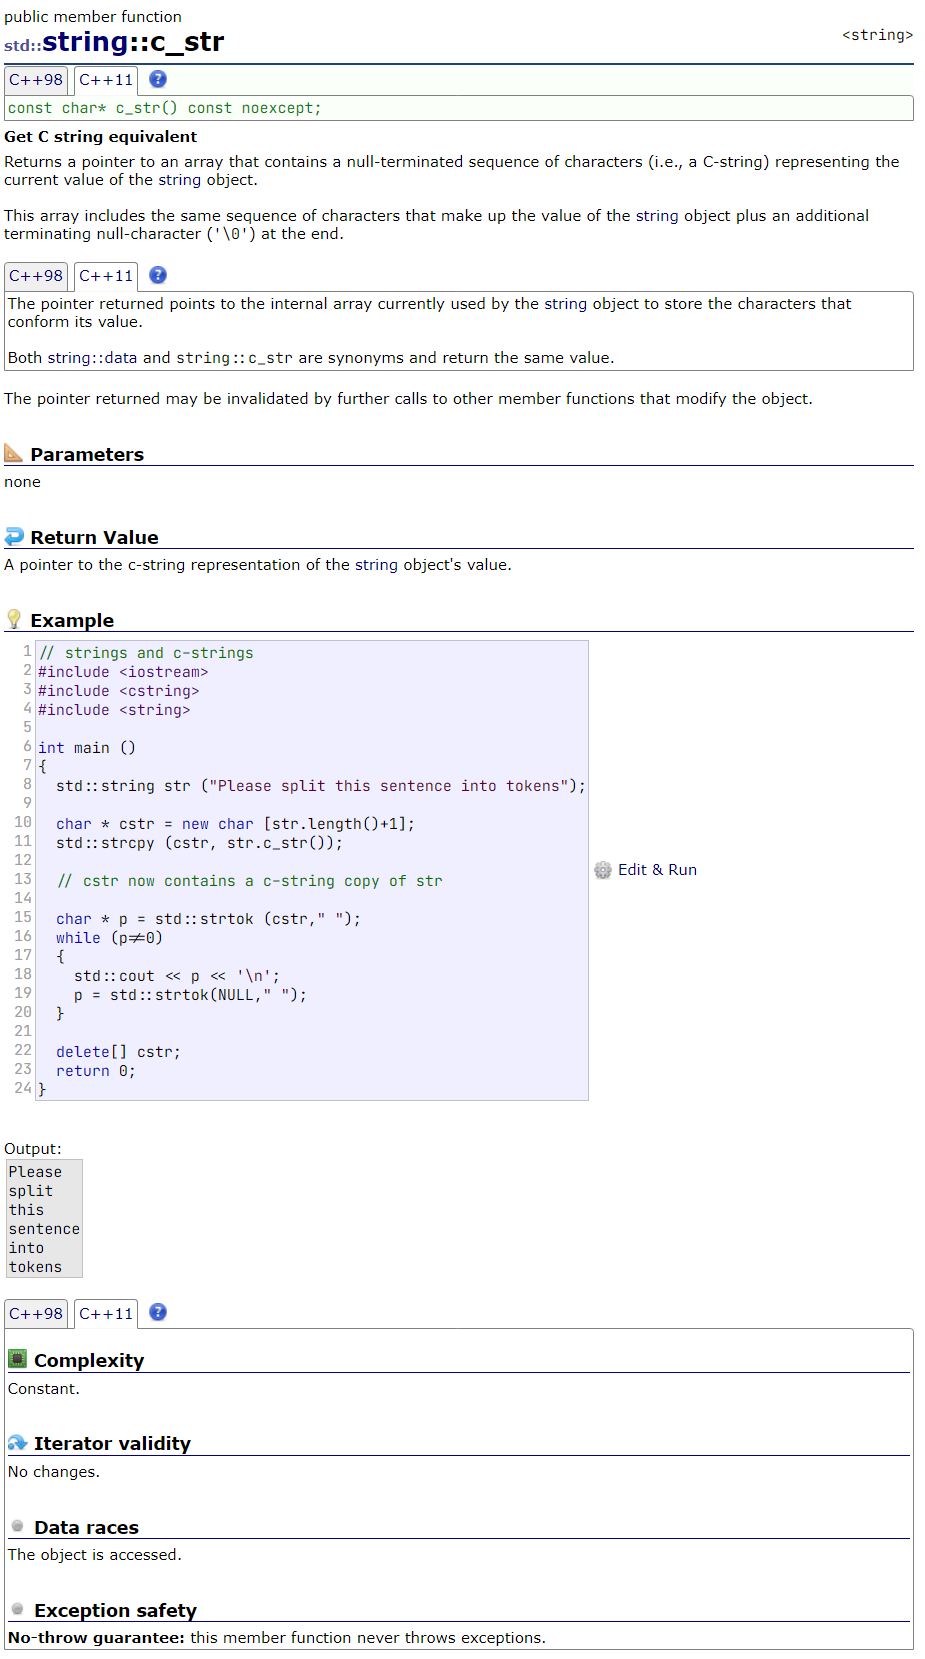 public member function
std::string::c_str
<string>
C++98 C++11 ?
const char* c_str() const noexcept;
Get C string equivalent
Returns a pointer to an array that contains a null-terminated sequence of characters (i.e., a C-string) representing the
current value of the string object.
This array includes the same sequence of characters that make up the value of the string object plus an additional
terminating null-character ('\0') at the end.
C++98 C++11 ?
The pointer returned points to the internal array currently used by the string object to store the characters that
conform its value.
Both string::data and string::c_str are synonyms and return the same value.
The pointer returned may be invalidated by further calls to other member functions that modify the object.
Parameters
none
Return Value
A pointer to the c-string representation of the string object's value.
Example
1 // strings and c-strings
2 #include <iostream>
3 #include <cstring>
4 #include <string>
5
6 int main ()
7 {
8   std::string str ("Please split this sentence into tokens");
9
10   char * cstr = new char [str.length()+1];
11   std::strcpy (cstr, str.c_str());
12
13   // cstr now contains a c-string copy of str
14
15   char * p = std::strtok (cstr," ");
16   while (p!=0)
17   {
18     std::cout << p << '\n';
19     p = std::strtok(NULL," ");
20   }
21
22   delete[] cstr;
23   return 0;
24 }
Edit & Run
Output:
Please
split
this
sentence
into
tokens
C++98 C++11 ?
Complexity
Constant.
Iterator validity
No changes.
Data races
The object is accessed.
Exception safety
No-throw guarantee: this member function never throws exceptions.